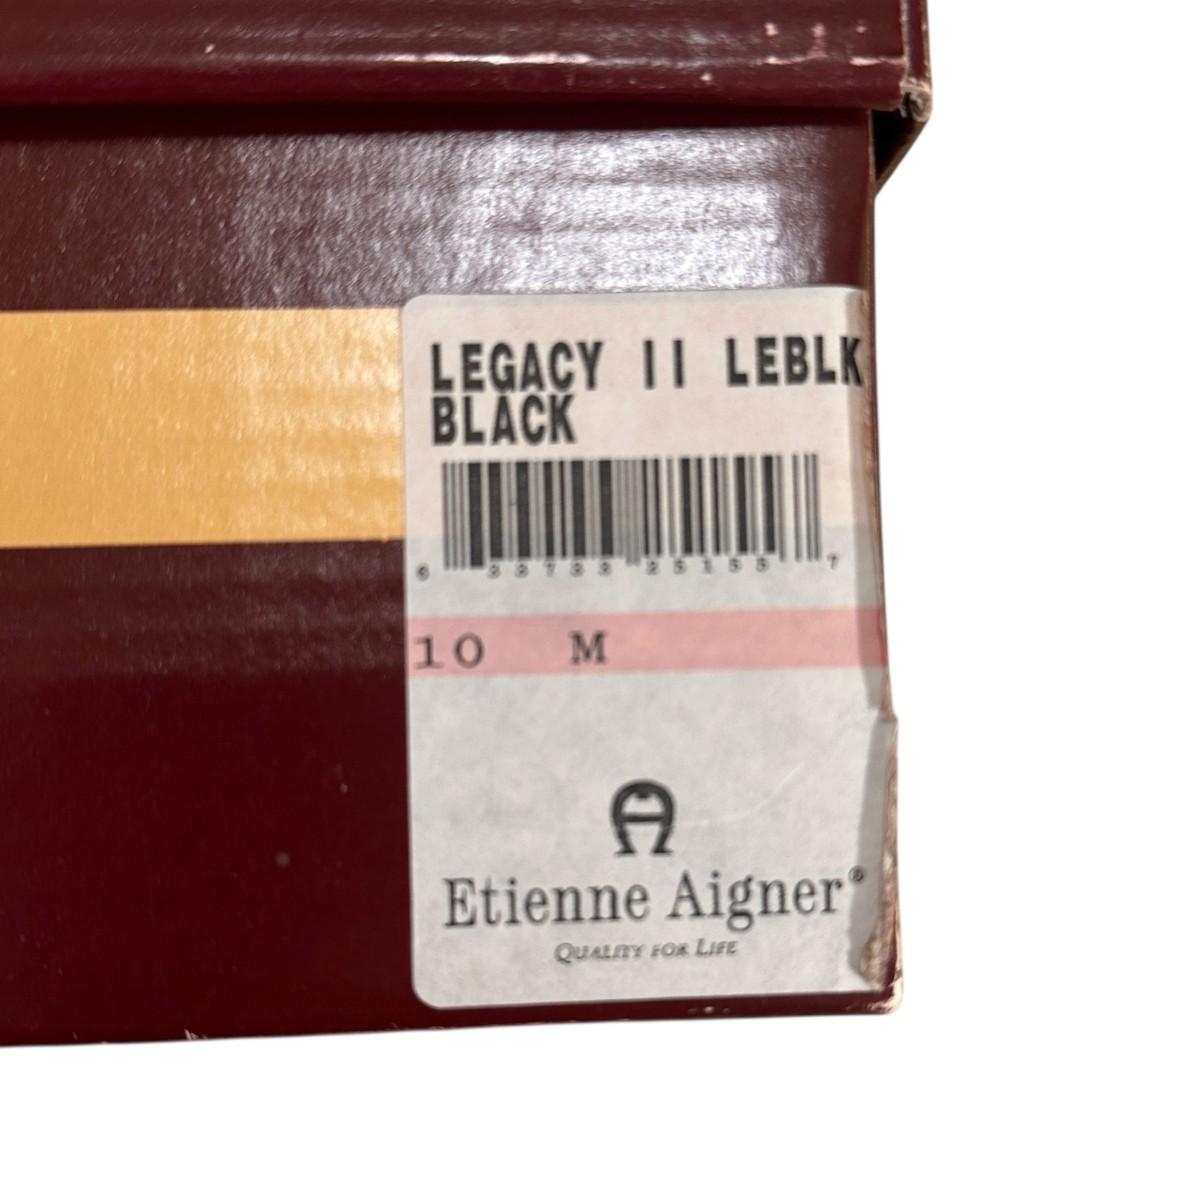 LEGACY II LEBLK
BLACK
10 M
Etienne Aigner®
QUALITY FOR LIFE